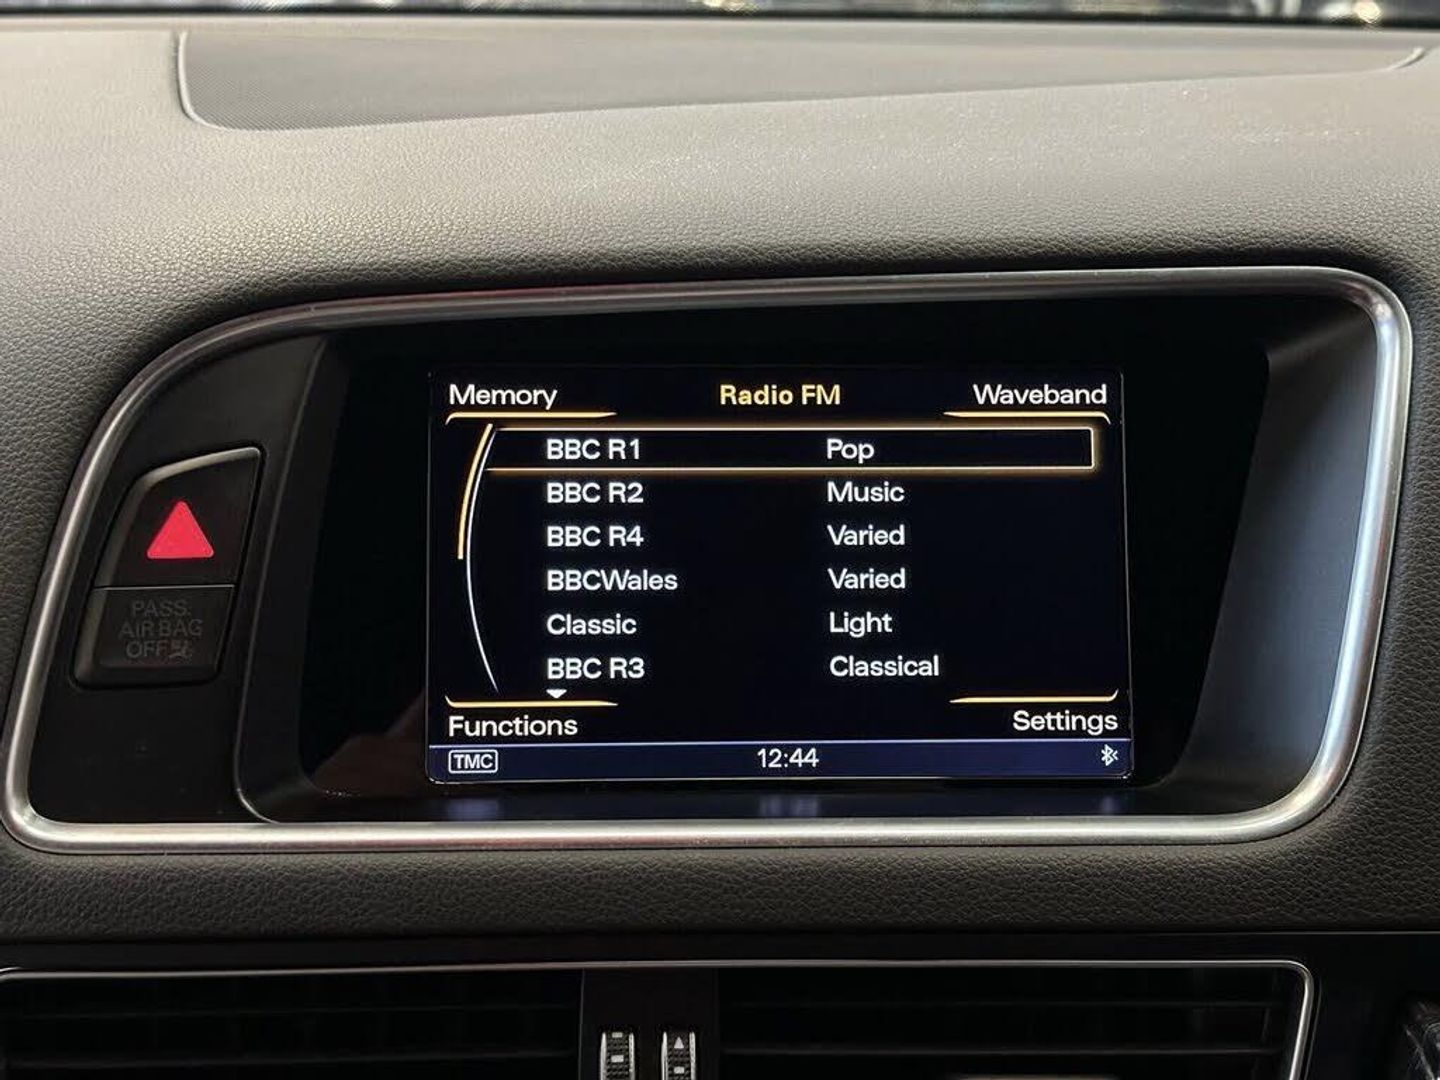 Memory Radio FM Waveband
BBC R1 Pop
BBC R2 Music
BBC R4 Varied
BBCWales Varied
Classic Light
BBC R3 Classical
Functions Settings
TMC 12:44
PASS.
AIR BAG
OFF